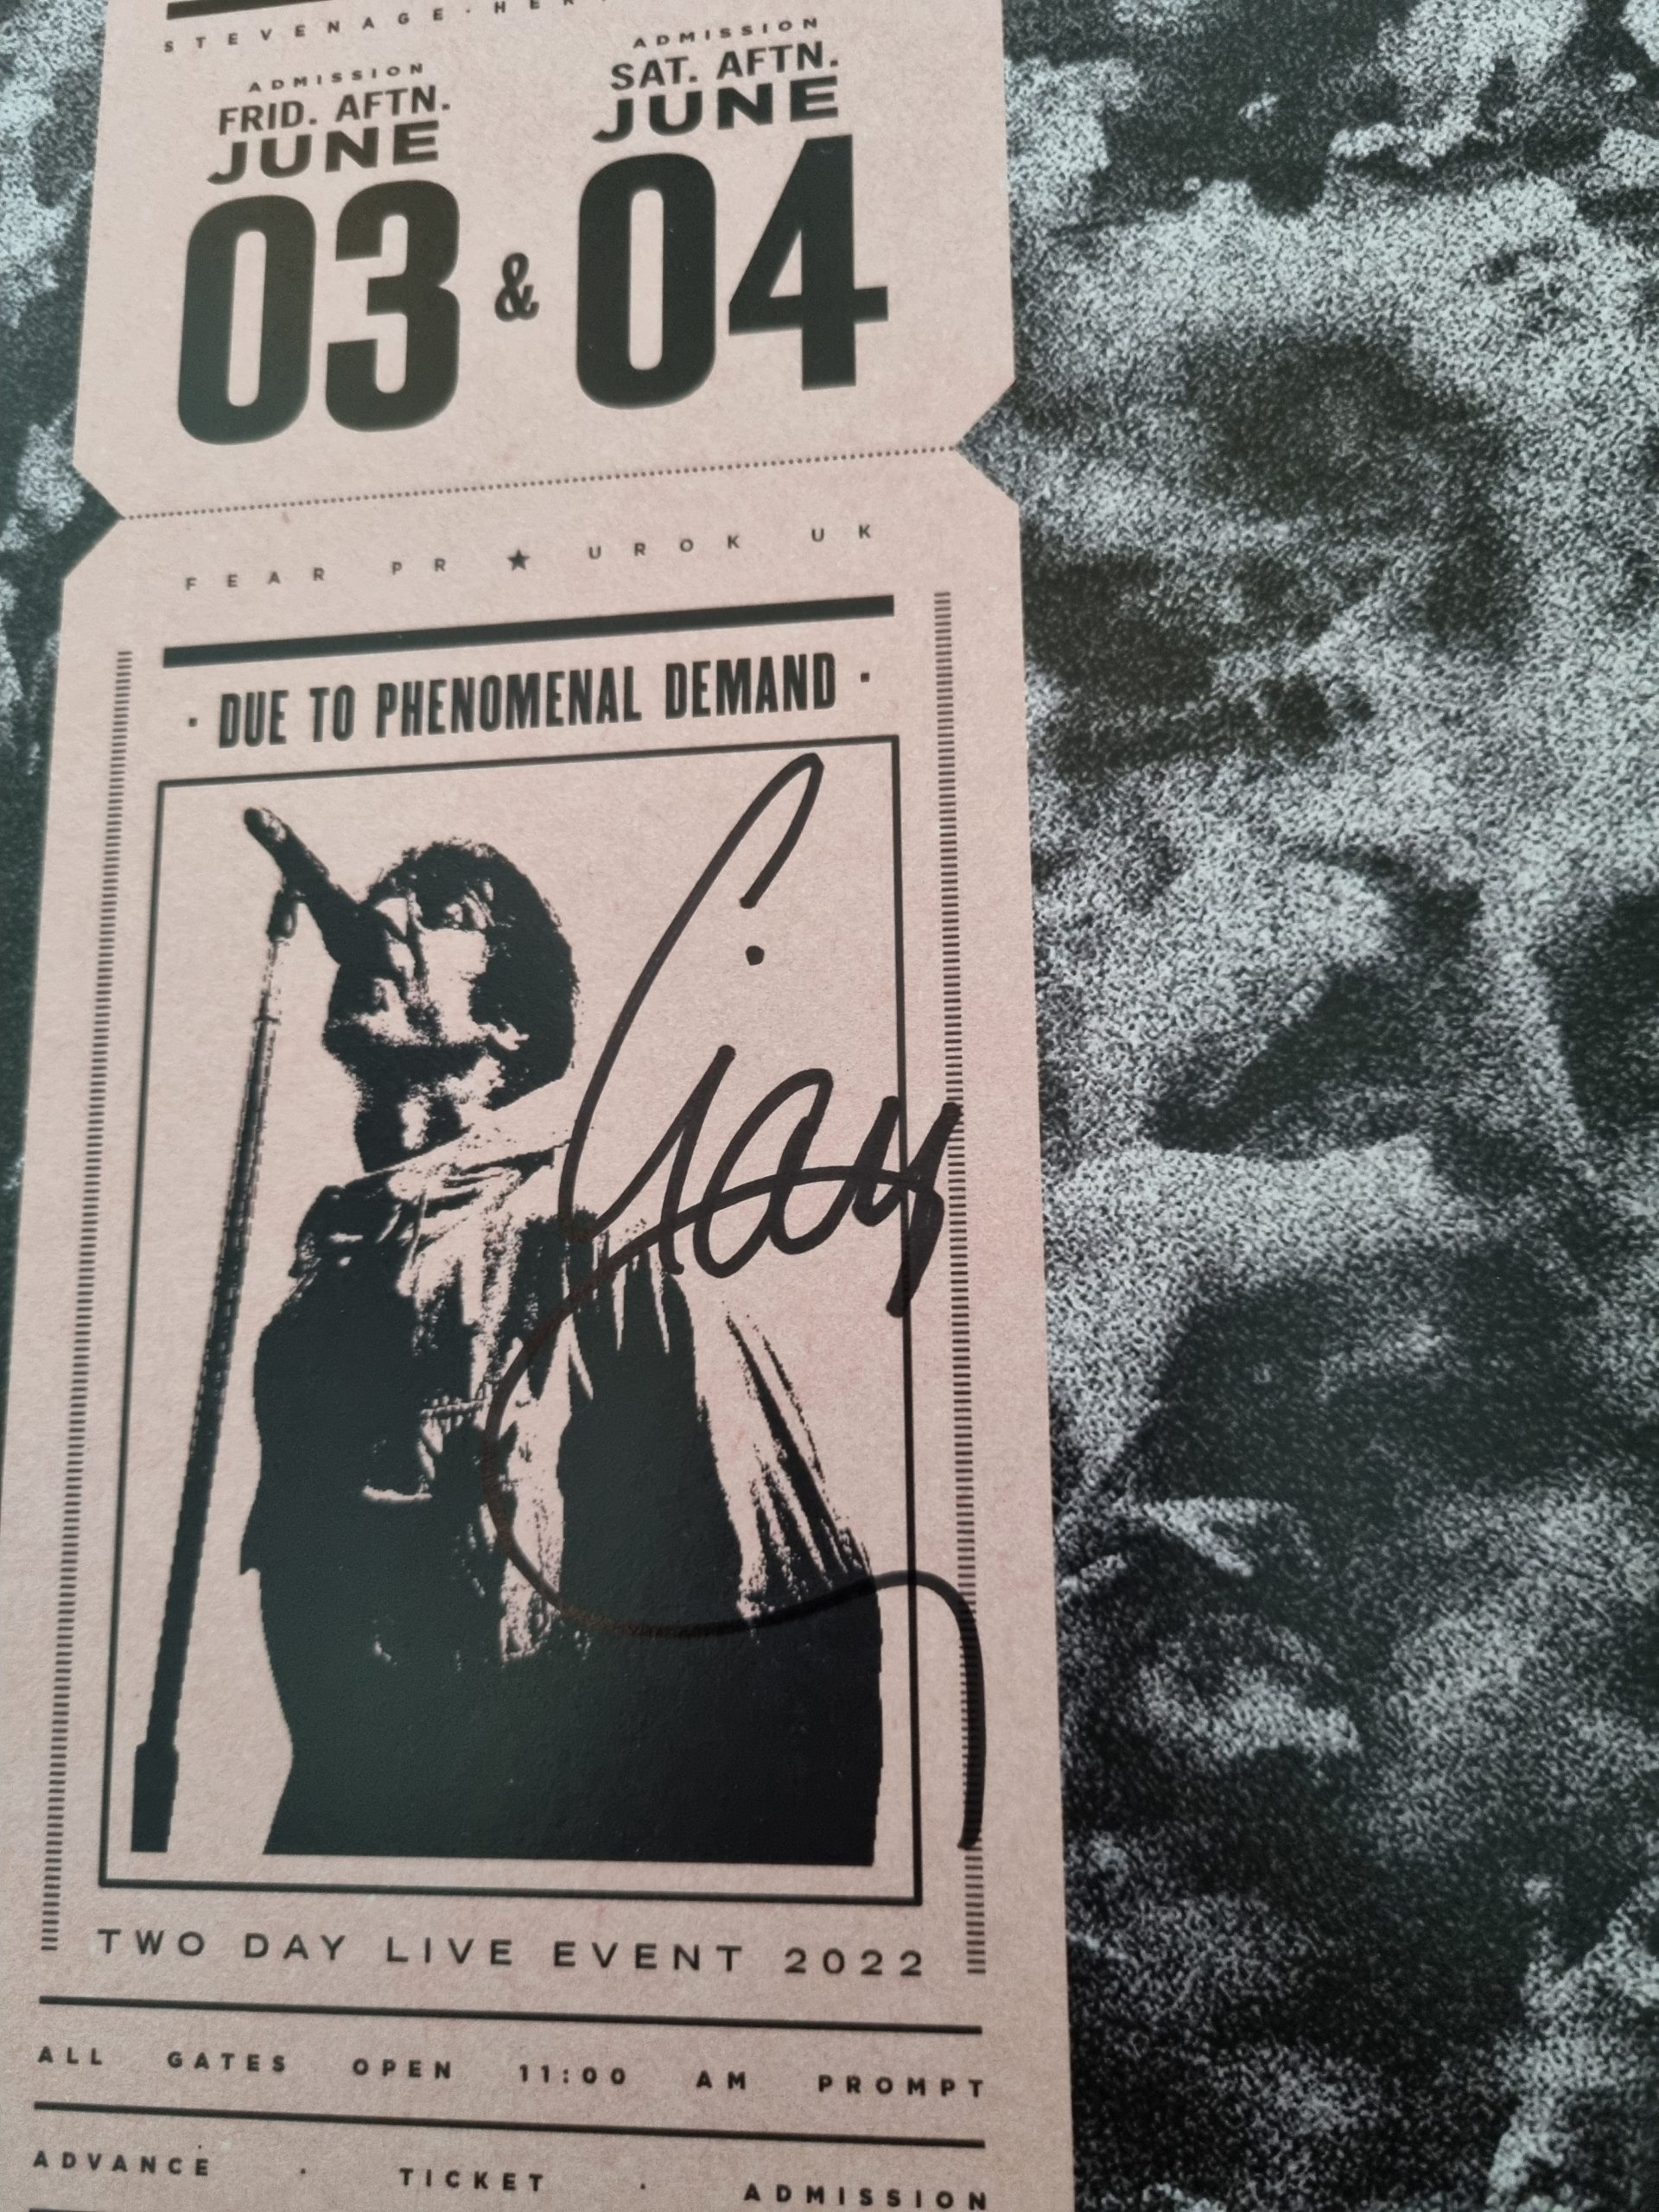 STEVENAGE · HER
ADMISSION
FRID. AFTN.
JUNE
03
&
ADMISSION
SAT. AFTN.
JUNE
04
FEAR PR ★ UROK UK
· DUE TO PHENOMENAL DEMAND ·
TWO DAY LIVE EVENT 2022
ALL GATES OPEN 11:00 AM PROMPT
ADVANCE · TICKET · ADMISSION